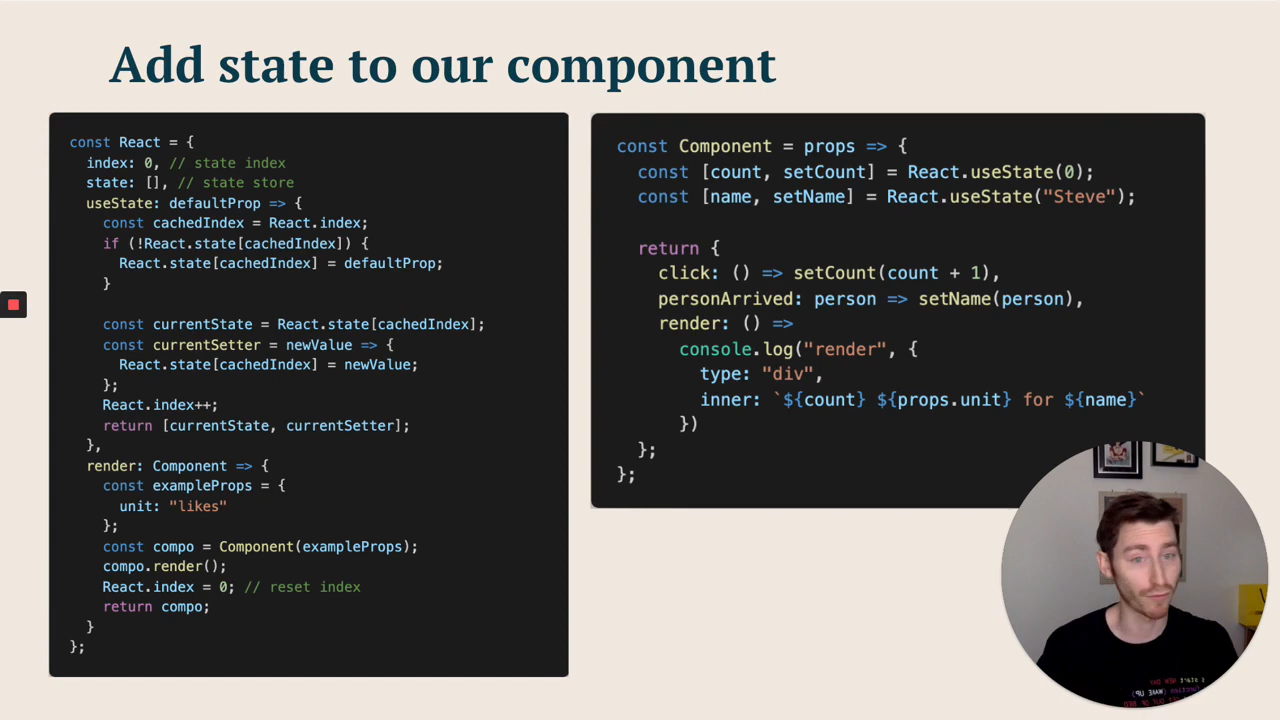 Add state to our component
const React = {
  index: 0, // state index
  state: [], // state store
  useState: defaultProp => {
    const cachedIndex = React.index;
    if (!React.state[cachedIndex]) {
      React.state[cachedIndex] = defaultProp;
    }

    const currentState = React.state[cachedIndex];
    const currentSetter = newValue => {
      React.state[cachedIndex] = newValue;
    };
    React.index++;
    return [currentState, currentSetter];
  },
  render: Component => {
    const exampleProps = {
      unit: "likes"
    };
    const compo = Component(exampleProps);
    compo.render();
    React.index = 0; // reset index
    return compo;
  }
};
const Component = props => {
  const [count, setCount] = React.useState(0);
  const [name, setName] = React.useState("Steve");

  return {
    click: () => setCount(count + 1),
    personArrived: person => setName(person),
    render: () =>
      console.log("render", {
        type: "div",
        inner: `${count} ${props.unit} for ${name}`
      })
  };
};